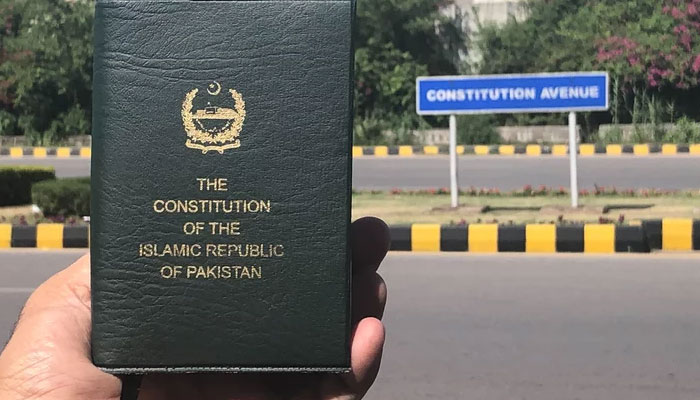 THE
CONSTITUTION
OF THE
ISLAMIC REPUBLIC
OF PAKISTAN
CONSTITUTION AVENUE